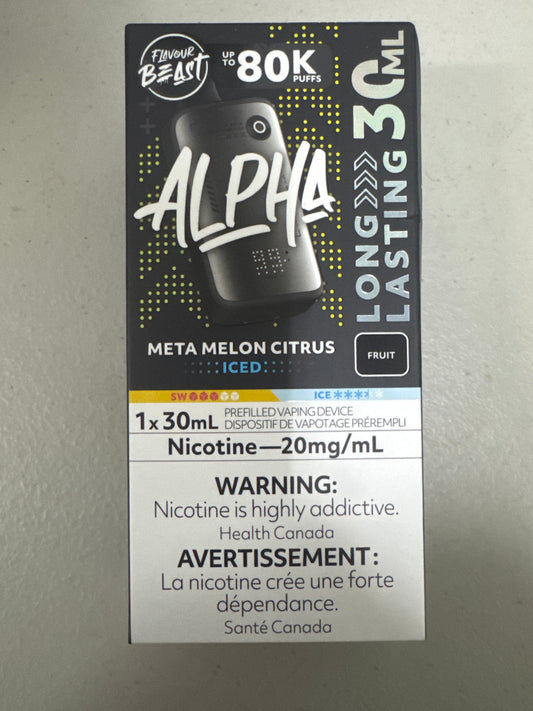 FLAVOUR
BEAST
UP TO 80K PUFFS
LONG LASTING 30ML
ALPHA
META MELON CITRUS
ICED
FRUIT
SW
ICE
1 x 30mL PREFILLED VAPING DEVICE
DISPOSITIF DE VAPOTAGE PRÉREMPLI
Nicotine—20mg/mL
WARNING:
Nicotine is highly addictive.
Health Canada
AVERTISSEMENT:
La nicotine crée une forte
dépendance.
Santé Canada